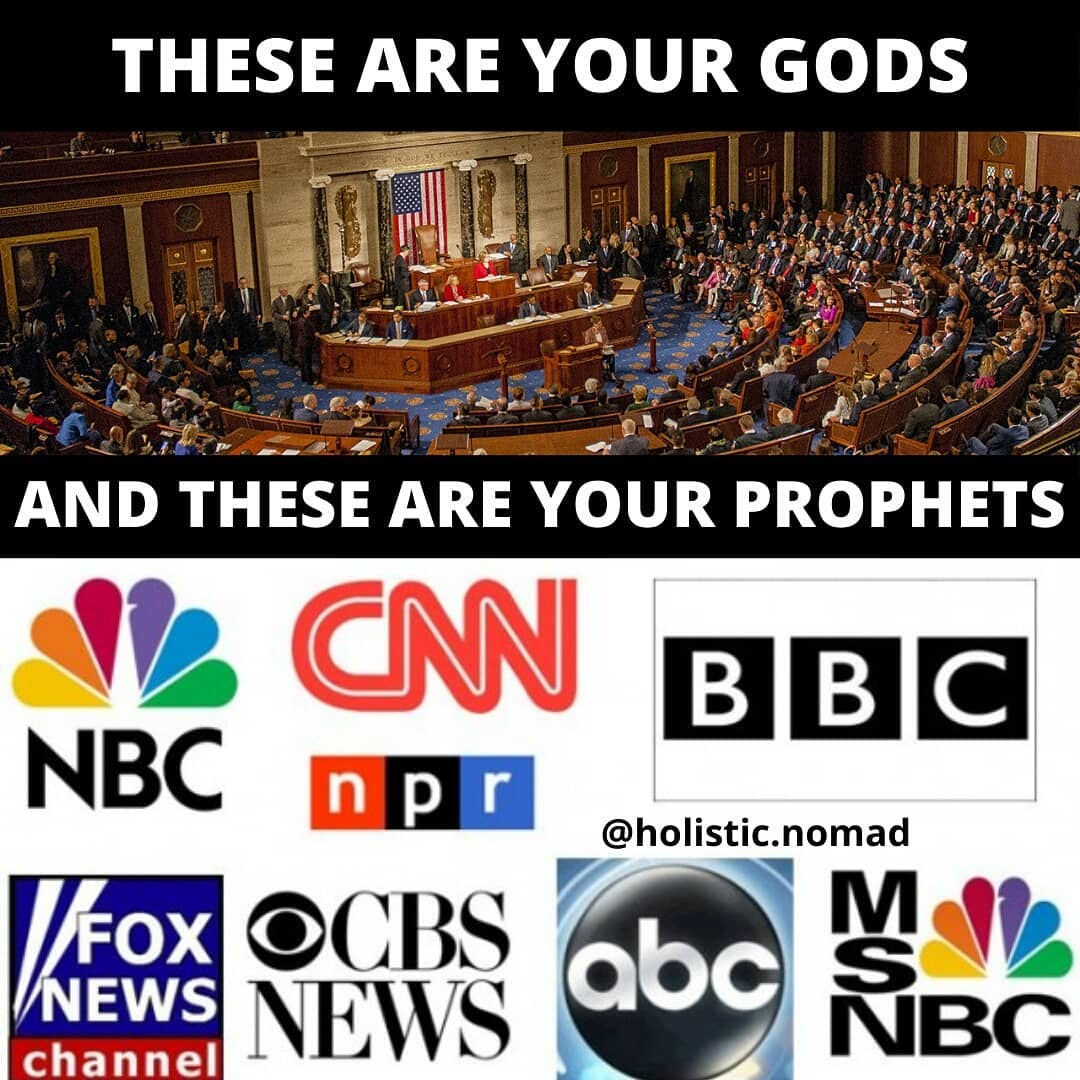 THESE ARE YOUR GODS
AND THESE ARE YOUR PROPHETS
NBC
CNN
BBC
npr
@holistic.nomad
FOX
NEWS
channel
CBS
NEWS
abc
MS
NBC